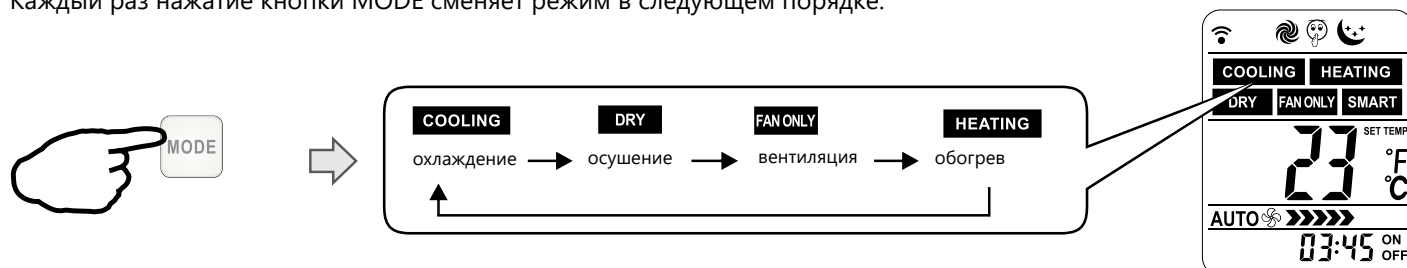 Каждый раз нажатие кнопки MODE сменяет режим в следующем порядке.
MODE
COOLING DRY FAN ONLY HEATING
охлаждение осушение вентиляция обогрев
COOLING HEATING
DRY FAN ONLY SMART
23 SET TEMP
°F
°C
AUTO
03:45 ON
OFF